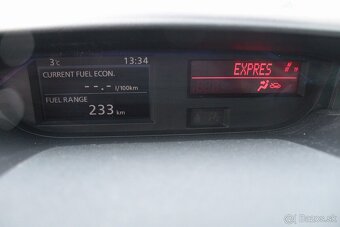 3°C 13:34
CURRENT FUEL ECON.
--.- l/100km
FUEL RANGE
233 km
EXPRES
© Bazos.sk